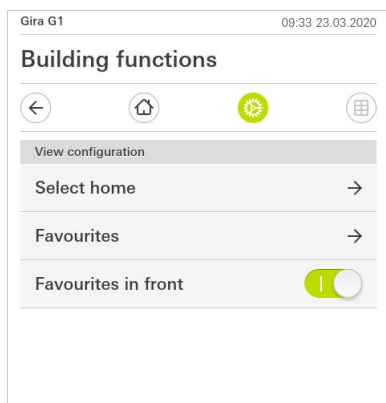 Gira G1 09:33 23.03.2020
Building functions
View configuration
Select home
Favourites
Favourites in front